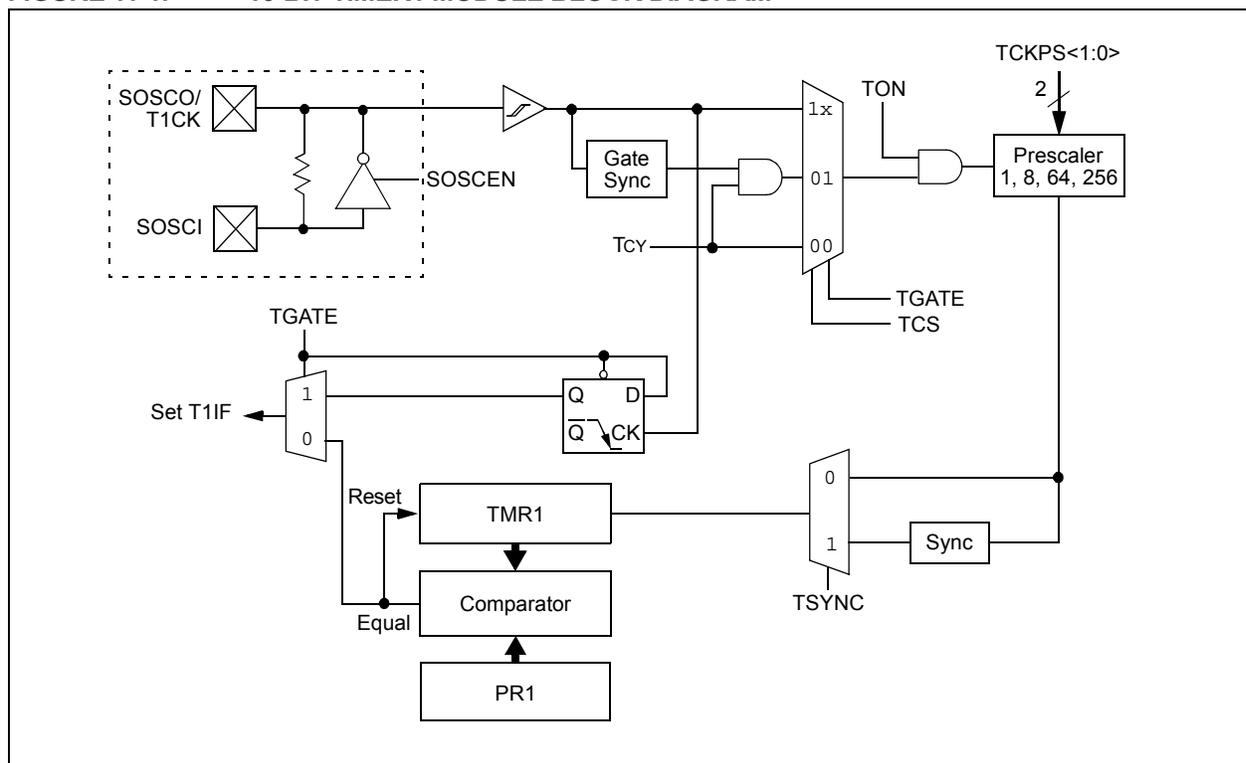 TCKPS<1:0>
2
SOSCO/
T1CK
TON
1x
Prescaler
1, 8, 64, 256
Gate
Sync
01
SOSCEN
SOSCI
TCY
00
TGATE
TCS
TGATE
1
Q
D
Set T1IF
Q
CK
0
0
Reset
TMR1
1
Sync
TSYNC
Comparator
Equal
PR1